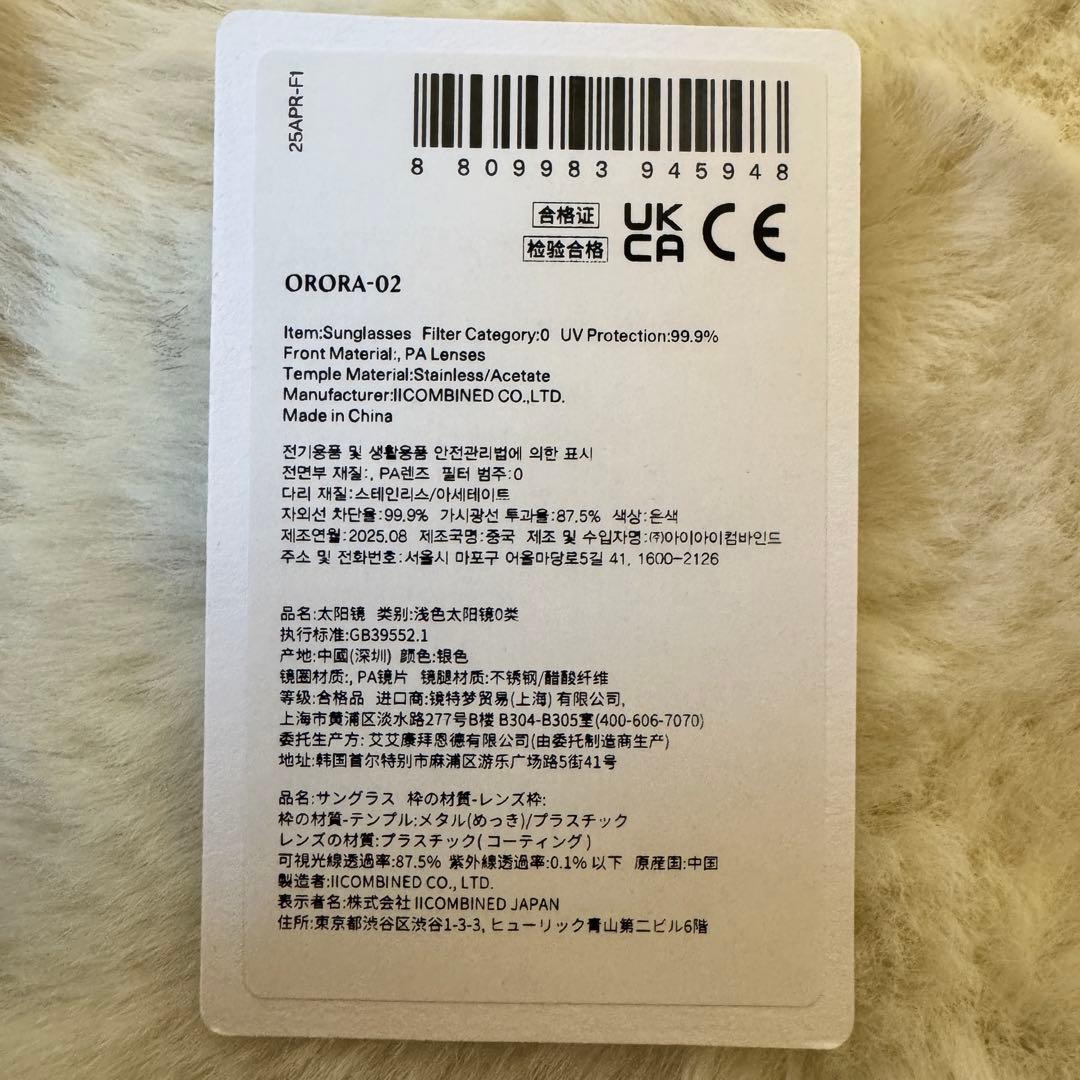 25APR-F1
8 809983 945948
合格证
检验合格
UK
CA CE
ORORA-02
Item:Sunglasses Filter Category:0 UV Protection:99.9%
Front Material:, PA Lenses
Temple Material:Stainless/Acetate
Manufacturer:IICOMBINED CO.,LTD.
Made in China
전기용품 및 생활용품 안전관리법에 의한 표시
전면부 재질:, PA렌즈 필터 범주:0
다리 재질:스테인리스/아세테이트
자외선 차단율:99.9% 가시광선 투과율:87.5% 색상:은색
제조연월:2025.08 제조국명:중국 제조 및 수입자명:㈜아이아이컴바인드
주소 및 전화번호:서울시 마포구 어울마당로5길 41, 1600-2126
品名:太阳镜 类别:浅色太阳镜0类
执行标准:GB39552.1
产地:中國(深圳) 颜色:银色
镜圈材质:, PA镜片 镜腿材质:不锈钢/醋酸纤维
等级:合格品 进口商:镜特梦贸易(上海)有限公司,
上海市黄浦区淡水路277号B楼 B304-B305室(400-606-7070)
委托生产方: 艾艾康拜恩德有限公司(由委托制造商生产)
地址:韩国首尔特别市麻浦区游乐广场路5街41号
品名:サングラス 枠の材質-レンズ枠:
枠の材質-テンプル:メタル(めっき)/プラスチック
レンズの材質:プラスチック(コーティング)
可視光線透過率:87.5% 紫外線透過率:0.1% 以下 原産国:中国
製造者:IICOMBINED CO., LTD.
表示者名:株式会社 IICOMBINED JAPAN
住所:東京都渋谷区渋谷1-3-3, ヒューリック青山第二ビル6階